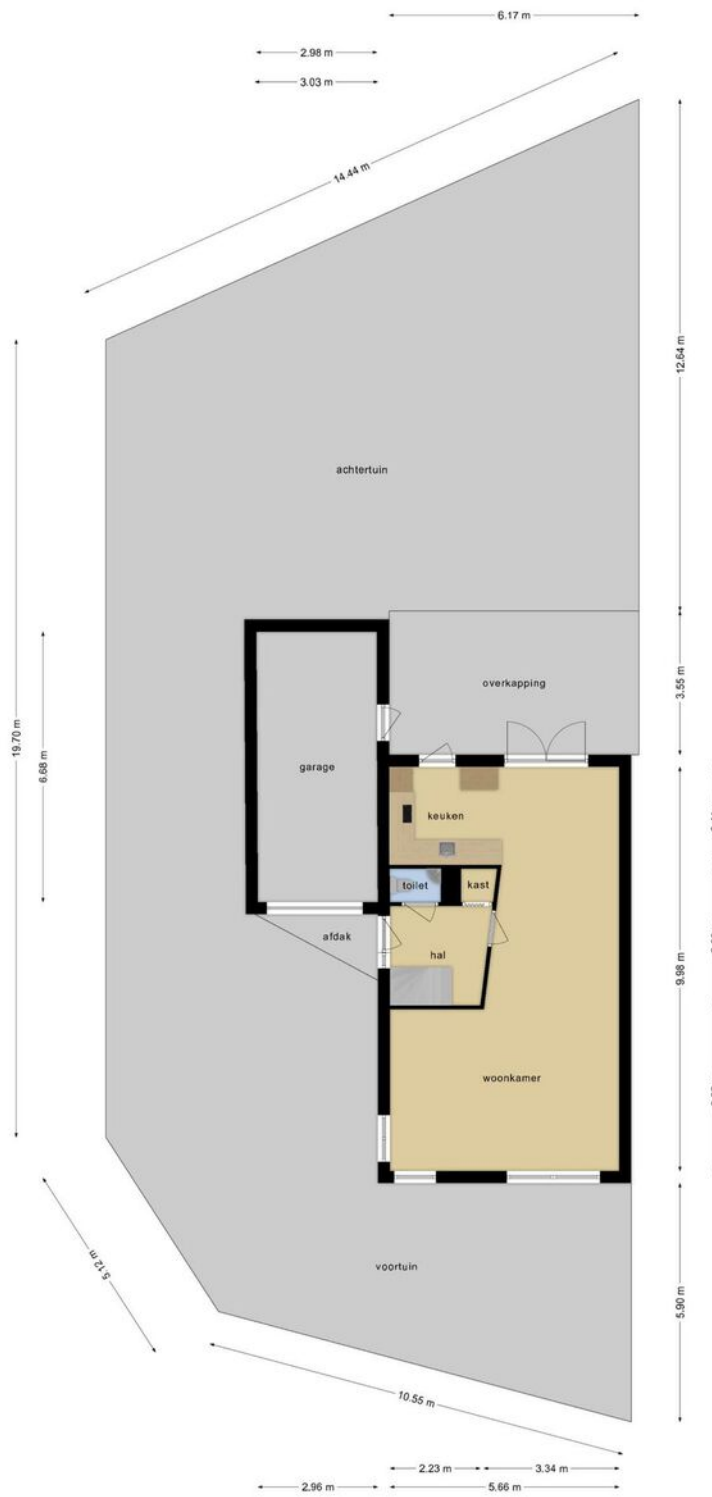 6.17 m
2.98 m
3.03 m
14.44 m
12.64 m
achtertuin
3.55 m
overkapping
19.70 m
6.68 m
garage
keuken
toilet
kast
afdak
hal
9.98 m
woonkamer
5.12 m
voortuin
5.90 m
10.55 m
2.23 m
3.34 m
2.96 m
5.66 m